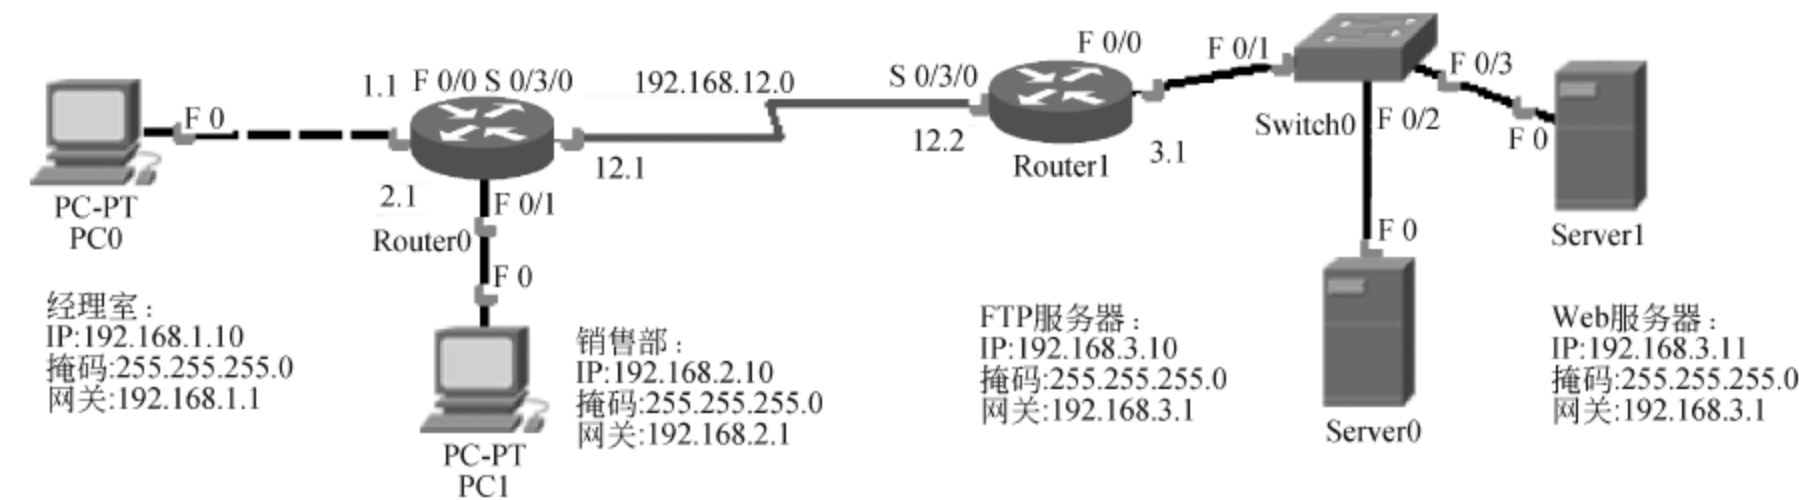 1.1 F 0/0 S 0/3/0
192.168.12.0
S 0/3/0
F 0/0
F 0/1
F 0/3
F 0
12.1
12.2
Router1
3.1
Switch0
F 0/2
F 0
PC-PT
PC0
2.1
F 0/1
Router0
F 0
F 0
Server1
经理室：
IP:192.168.1.10
掩码:255.255.255.0
网关:192.168.1.1
PC-PT
PC1
销售部：
IP:192.168.2.10
掩码:255.255.255.0
网关:192.168.2.1
FTP服务器：
IP:192.168.3.10
掩码:255.255.255.0
网关:192.168.3.1
Server0
Web服务器：
IP:192.168.3.11
掩码:255.255.255.0
网关:192.168.3.1